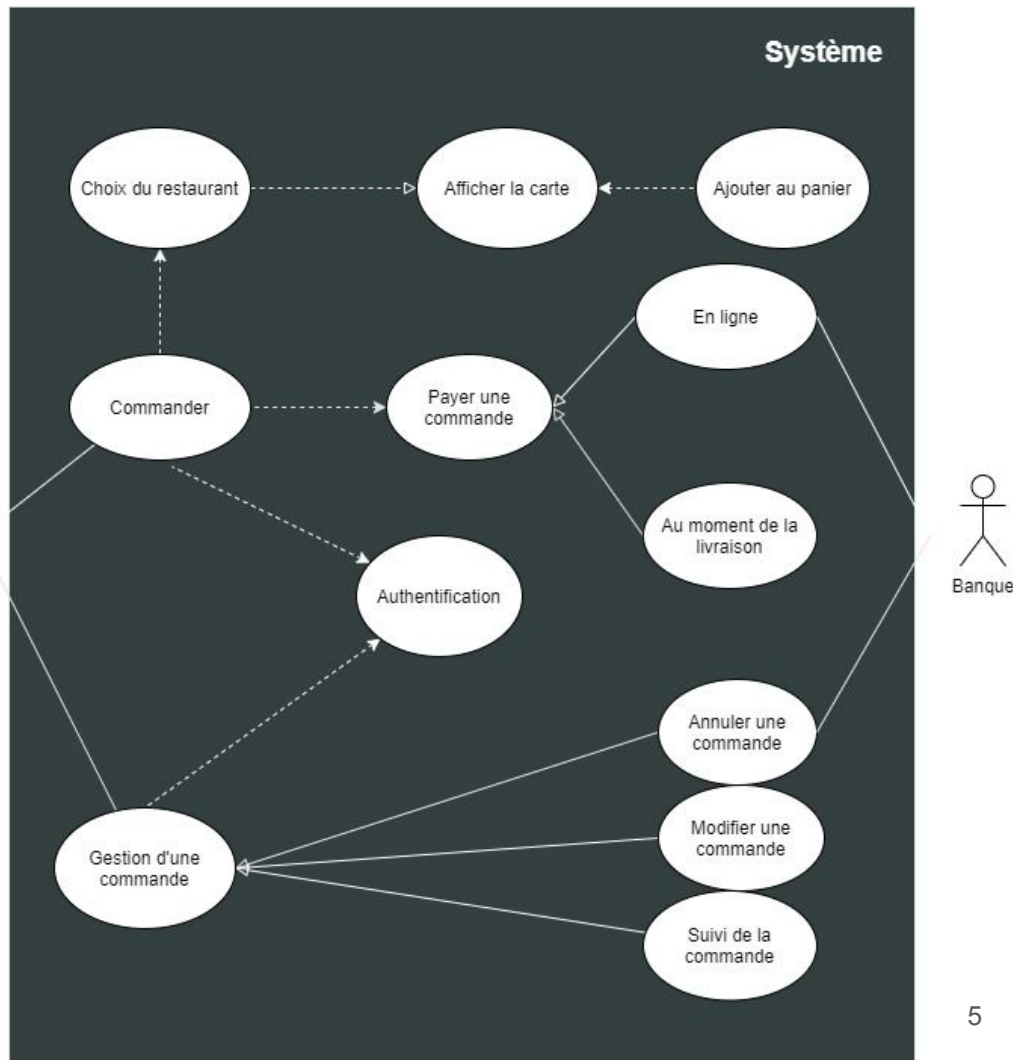 Système
Choix du restaurant
Afficher la carte
Ajouter au panier
En ligne
Commander
Payer une
commande
Au moment de la
livraison
Banque
Authentification
Annuler une
commande
Modifier une
commande
Gestion d'une
commande
Suivi de la
commande
5